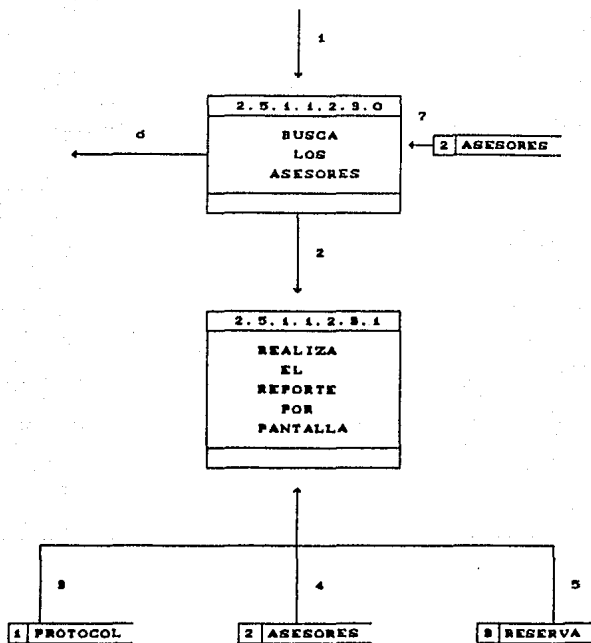 1
2.5.1.1.2.3.0
7
6
BUSCA
LOS
ASESORES
2 ASESORES
2
2.5.1.1.2.3.1
REALIZA
EL
REPORTE
POR
PANTALLA
3
4
5
1 PROTOCOL
2 ASESORES
3 RESERVA